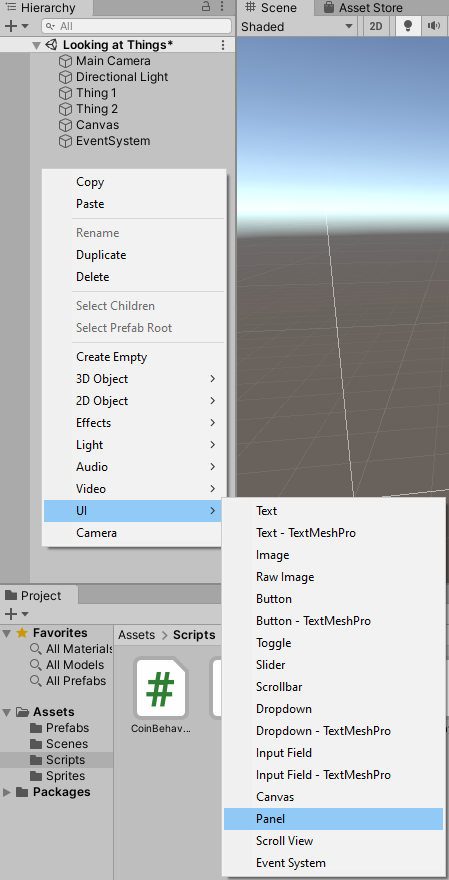 Hierarchy
All
Looking at Things*
Main Camera
Directional Light
Thing 1
Thing 2
Canvas
EventSystem
Scene
Asset Store
Shaded
2D
Copy
Paste
Rename
Duplicate
Delete
Select Children
Select Prefab Root
Create Empty
3D Object
2D Object
Effects
Light
Audio
Video
UI
Camera
Text
Text - TextMeshPro
Image
Raw Image
Button
Button - TextMeshPro
Toggle
Slider
Scrollbar
Dropdown
Dropdown - TextMeshPro
Input Field
Input Field - TextMeshPro
Canvas
Panel
Scroll View
Event System
Project
Favorites
All Materials
All Models
All Prefabs
Assets
Prefabs
Scenes
Scripts
Sprites
Packages
Assets > Scripts
#
CoinBehav...